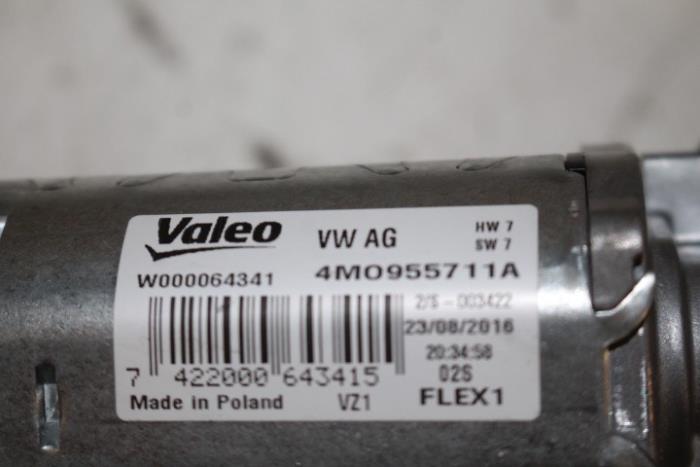 Valeo VW AG HW 7
SW 7
W000064341 4M0955711A
2/S - 003422
23/08/2016
20:34:58
7 422000 643415 02S
Made in Poland VZ1 FLEX1